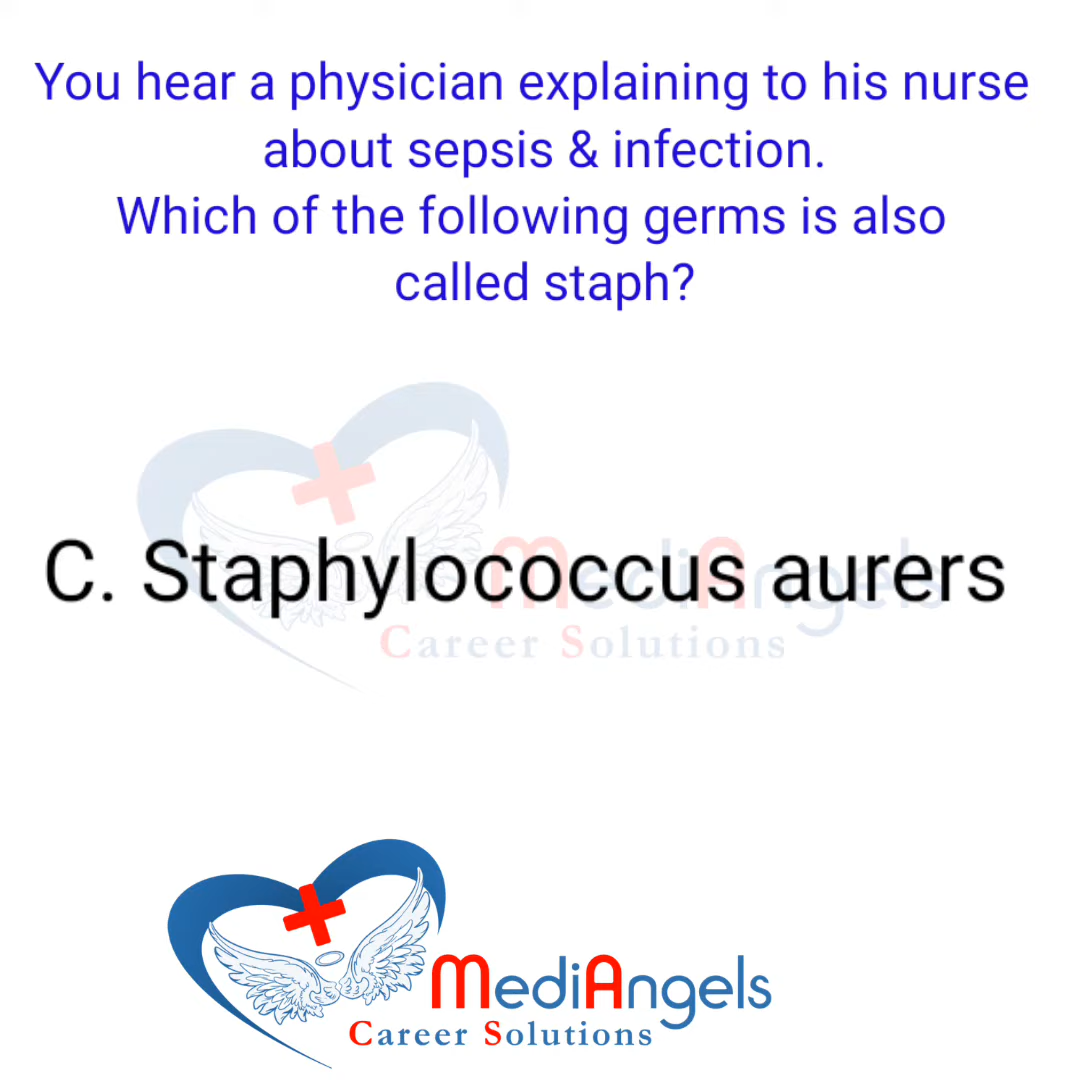 You hear a physician explaining to his nurse
about sepsis & infection.
Which of the following germs is also
called staph?
C. Staphylococcus aurers
MediAngels
Career Solutions
MediAngels
Career Solutions